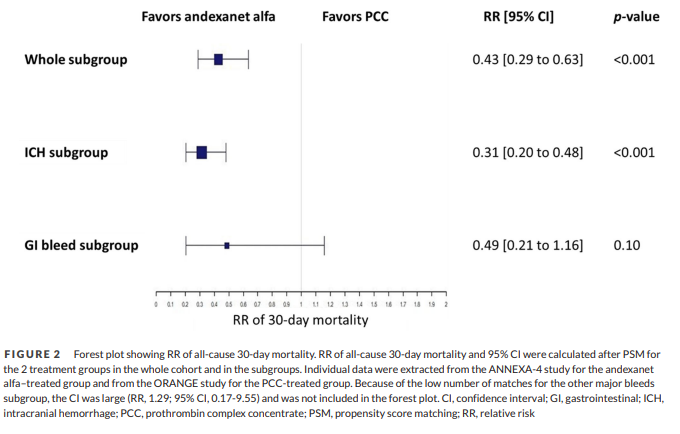 Favors andexanet alfa Favors PCC RR [95% CI] p-value
Whole subgroup 0.43 [0.29 to 0.63] <0.001
ICH subgroup 0.31 [0.20 to 0.48] <0.001
GI bleed subgroup 0.49 [0.21 to 1.16] 0.10
0 0.1 0.2 0.3 0.4 0.5 0.6 0.7 0.8 0.9 1 1.1 1.2 1.3 1.4 1.5 1.6 1.7 1.8 1.9 2
RR of 30-day mortality
FIGURE 2 Forest plot showing RR of all-cause 30-day mortality. RR of all-cause 30-day mortality and 95% CI were calculated after PSM for
the 2 treatment groups in the whole cohort and in the subgroups. Individual data were extracted from the ANNEXA-4 study for the andexanet
alfa–treated group and from the ORANGE study for the PCC-treated group. Because of the low number of matches for the other major bleeds
subgroup, the CI was large (RR, 1.29; 95% CI, 0.17-9.55) and was not included in the forest plot. CI, confidence interval; GI, gastrointestinal; ICH,
intracranial hemorrhage; PCC, prothrombin complex concentrate; PSM, propensity score matching; RR, relative risk